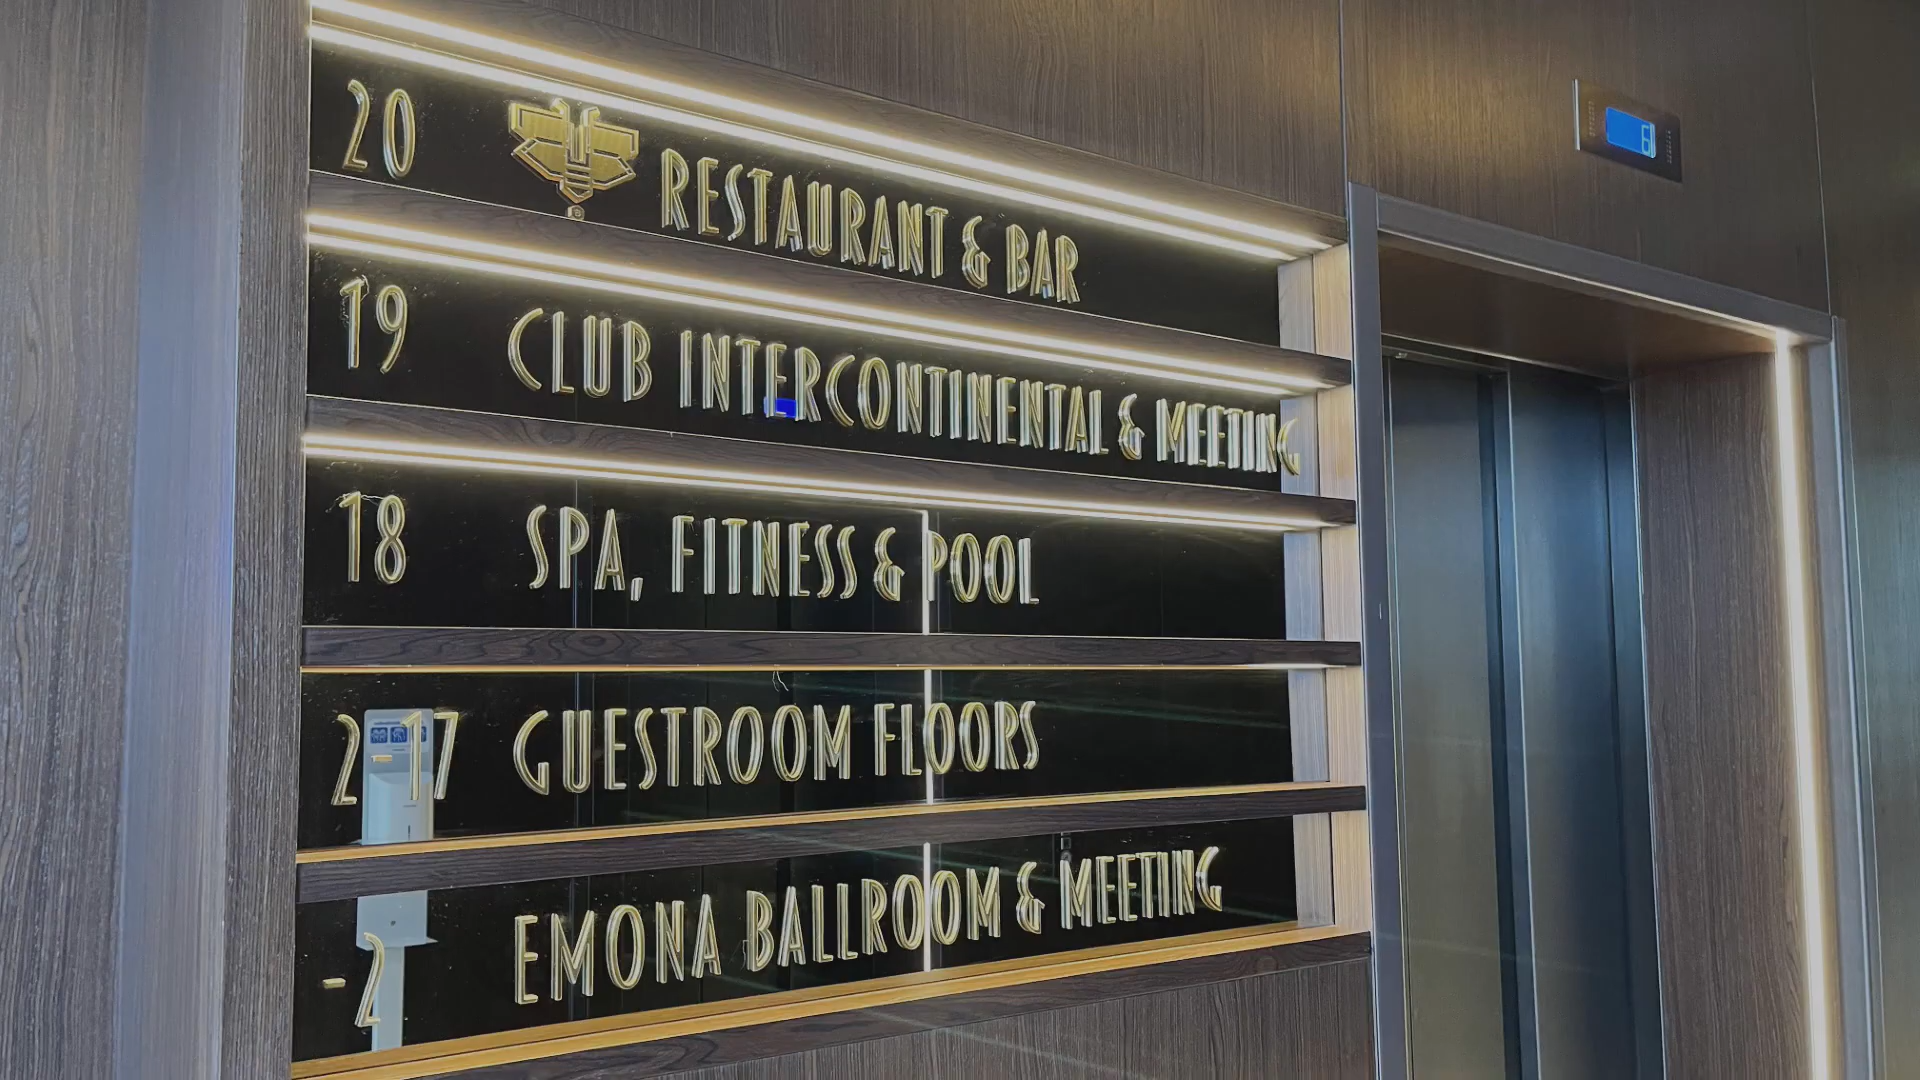 20 RESTAURANT & BAR
19 CLUB INTERCONTINENTAL & MEETING
18 SPA, FITNESS & POOL
2-17 GUESTROOM FLOORS
-2 EMONA BALLROOM & MEETING